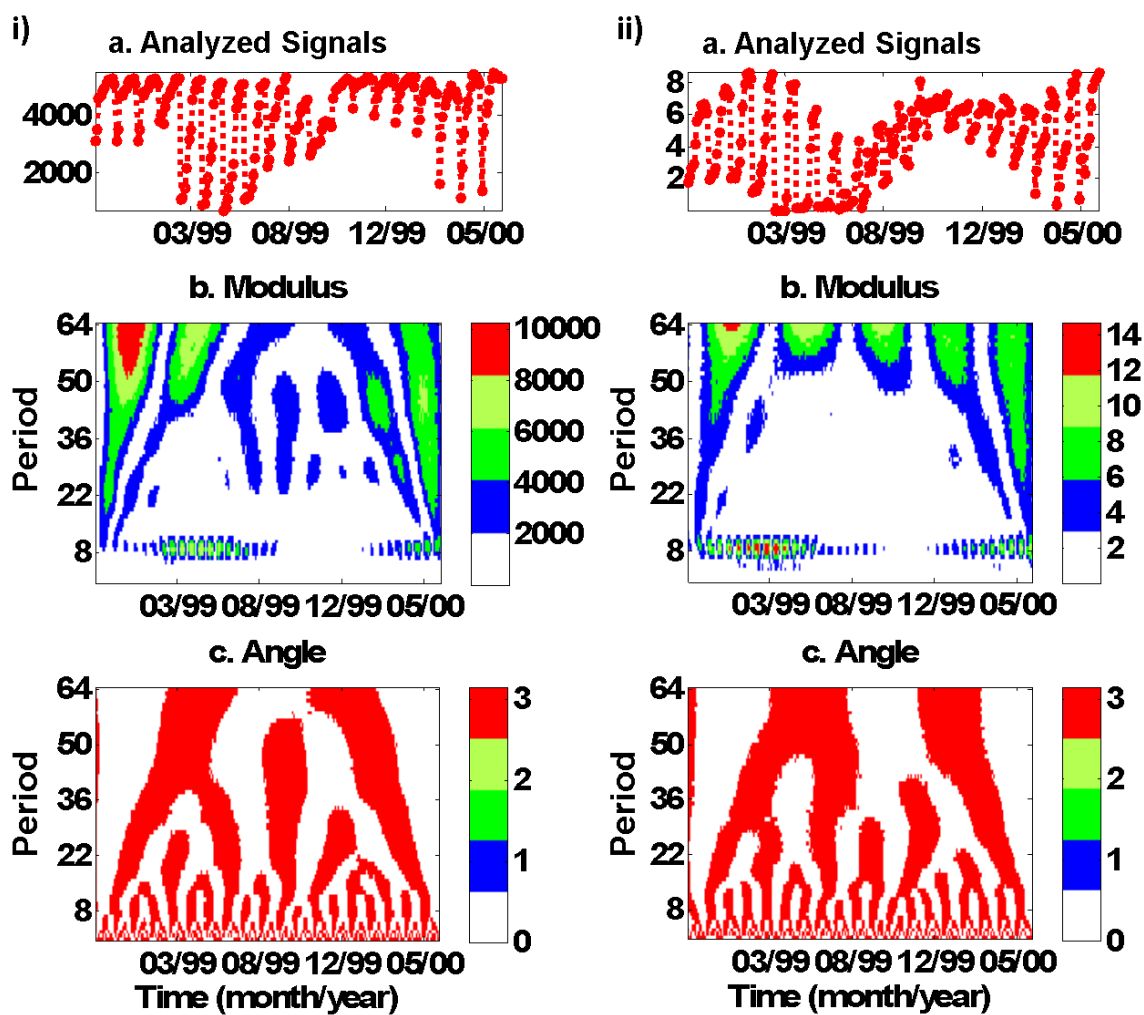 i)
a. Analyzed Signals
4000
2000
03/99 08/99 12/99 05/00
b. Modulus
Period
64
50
36
22
8
10000
8000
6000
4000
2000
03/99 08/99 12/99 05/00
c. Angle
Period
64
50
36
22
8
3
2
1
0
03/99 08/99 12/99 05/00
Time (month/year)
ii)
a. Analyzed Signals
8
6
4
2
03/99 08/99 12/99 05/00
b. Modulus
Period
64
50
36
22
8
14
12
10
8
6
4
2
03/99 08/99 12/99 05/00
c. Angle
Period
64
50
36
22
8
3
2
1
0
03/99 08/99 12/99 05/00
Time (month/year)